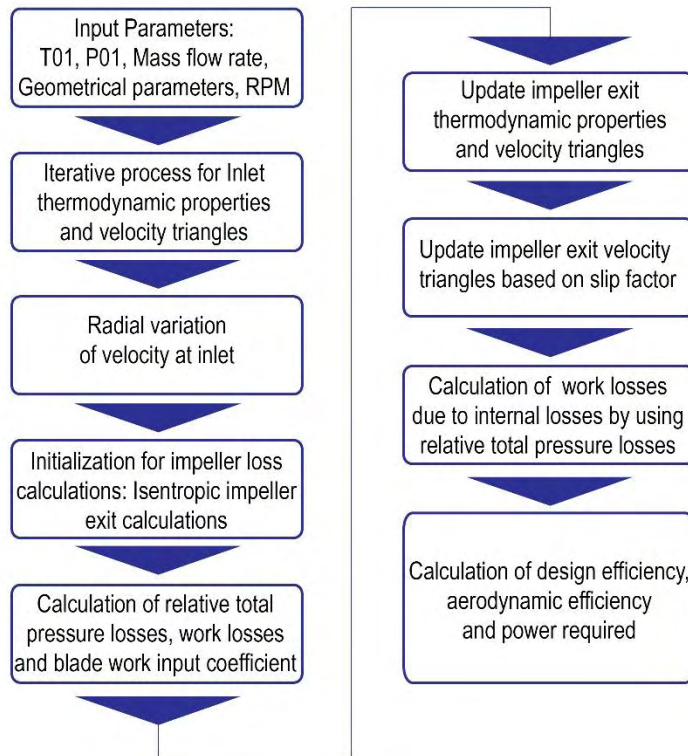 Input Parameters:
T01, P01, Mass flow rate,
Geometrical parameters, RPM
Iterative process for Inlet
thermodynamic properties
and velocity triangles
Radial variation
of velocity at inlet
Initialization for impeller loss
calculations: Isentropic impeller
exit calculations
Calculation of relative total
pressure losses, work losses
and blade work input coefficient
Update impeller exit
thermodynamic properties
and velocity triangles
Update impeller exit velocity
triangles based on slip factor
Calculation of work losses
due to internal losses by using
relative total pressure losses
Calculation of design efficiency,
aerodynamic efficiency
and power required